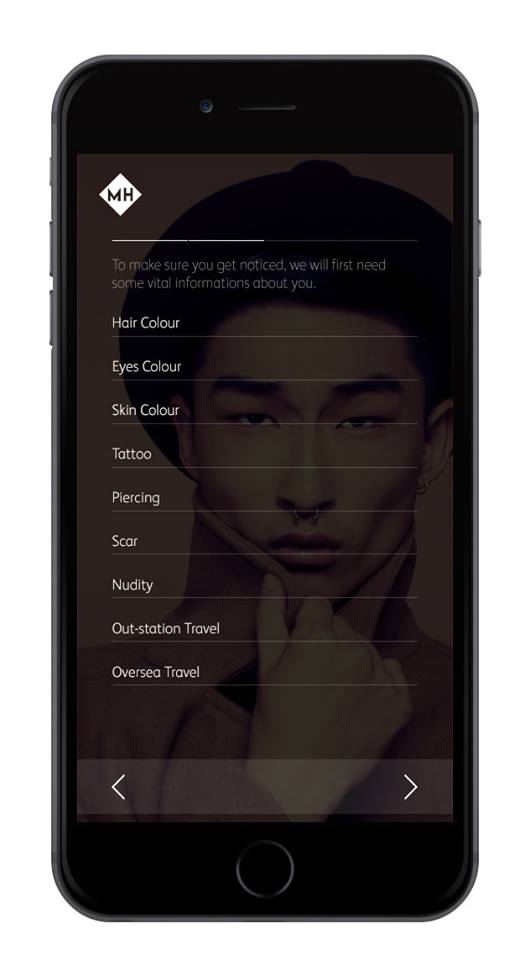 MH
To make sure you get noticed, we will first need
some vital informations about you.
Hair Colour
Eyes Colour
Skin Colour
Tattoo
Piercing
Scar
Nudity
Out-station Travel
Oversea Travel